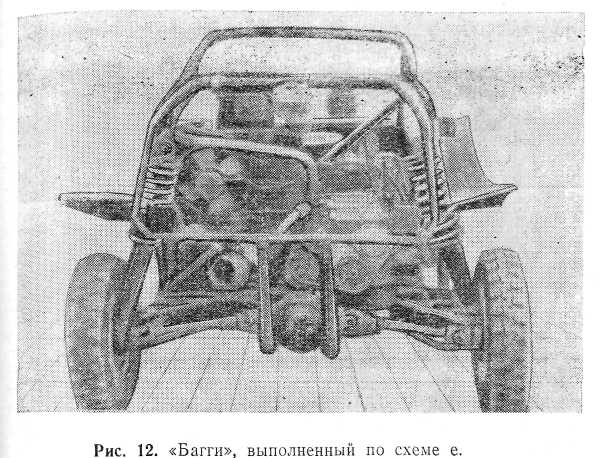 Рис. 12. «Багги», выполненный по схеме е.